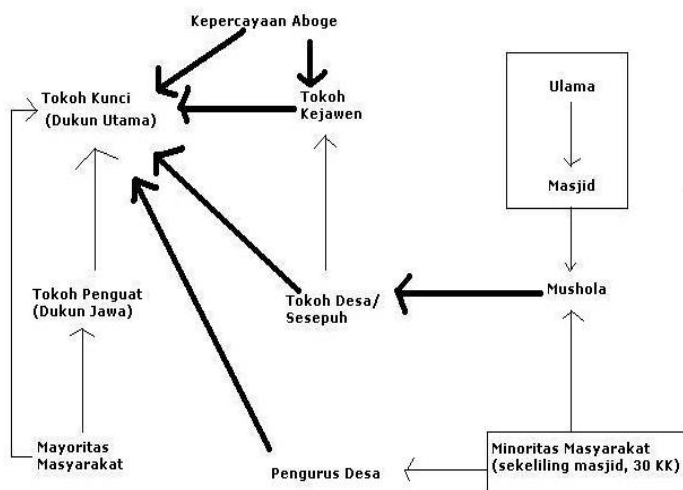 Kepercayaan Aboge
Tokoh Kunci
(Dukun Utama)
Tokoh
Kejawen
Ulama
Masjid
Tokoh Penguat
(Dukun Jawa)
Tokoh Desa/
Sesepuh
Mushola
Mayoritas
Masyarakat
Pengurus Desa
Minoritas Masyarakat
(sekeliling masjid, 30 KK)